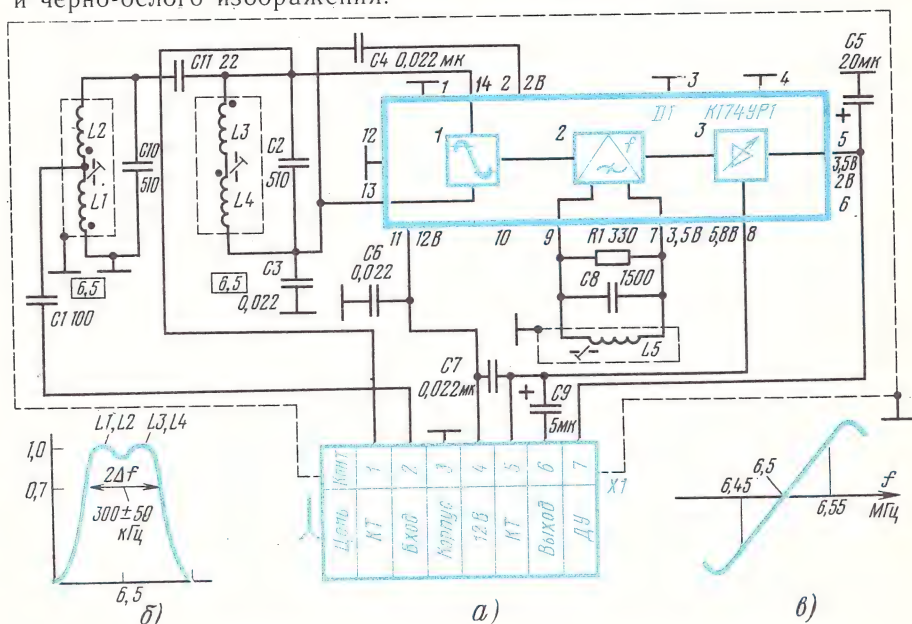 и черно-белого изображения.
C11 22
C4 0,022 мк
C5
20мк
1 14 2 2В 3 4
L2
C10
510
L1
L3
C2
510
L4
12
13
1
2
f
D1 К174УР1
3
+
5
3,5В
2В
6
11 12В 10 9 R1 330 7 3,5В 5,8В 8
6,5
C1 100
6,5
C3
0,022
C6
0,022
C8 1500
L5
C7
0,022мк
+
C9
5мк
L1,L2 L3,L4
1,0
0,7
2Δf
300±50
кГц
6,5
б)
Цепь Конт
КТ 1
Вход 2
Корпус 3
12В 4
КТ 5
Выход 6
ДУ 7
X1
а)
6,5
6,45
6,55
f
МГц
в)